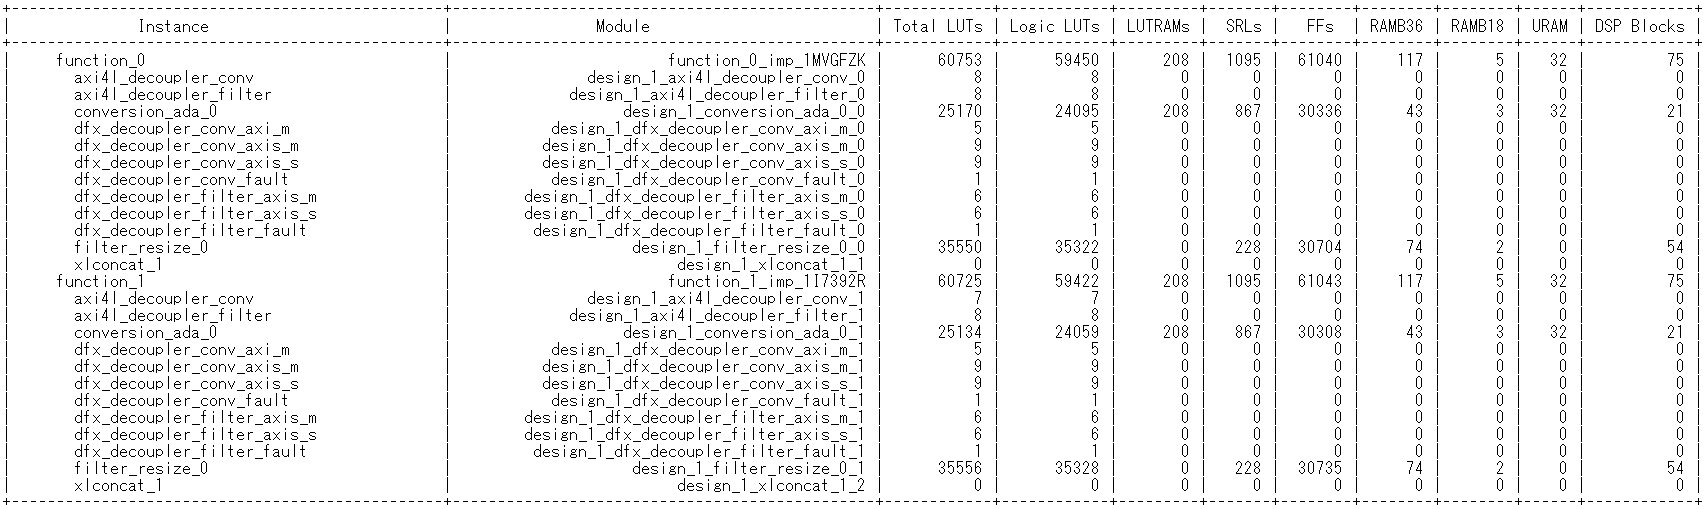 | Instance | Module | Total LUTs | Logic LUTs | LUTRAMs | SRLs | FFs | RAMB36 | RAMB18 | URAM | DSP Blocks |
| function_0 | function_0_imp_1MVGFZK | 60753 | 59450 | 208 | 1095 | 61040 | 117 | 5 | 32 | 75 |
| axi4l_decoupler_conv | design_1_axi4l_decoupler_conv_0 | 8 | 8 | 0 | 0 | 0 | 0 | 0 | 0 | 0 |
| axi4l_decoupler_filter | design_1_axi4l_decoupler_filter_0 | 8 | 8 | 0 | 0 | 0 | 0 | 0 | 0 | 0 |
| conversion_ada_0 | design_1_conversion_ada_0_0 | 25170 | 24095 | 208 | 867 | 30336 | 43 | 3 | 32 | 21 |
| dfx_decoupler_conv_axi_m | design_1_dfx_decoupler_conv_axi_m_0 | 5 | 5 | 0 | 0 | 0 | 0 | 0 | 0 | 0 |
| dfx_decoupler_conv_axis_m | design_1_dfx_decoupler_conv_axis_m_0 | 9 | 9 | 0 | 0 | 0 | 0 | 0 | 0 | 0 |
| dfx_decoupler_conv_axis_s | design_1_dfx_decoupler_conv_axis_s_0 | 9 | 9 | 0 | 0 | 0 | 0 | 0 | 0 | 0 |
| dfx_decoupler_conv_fault | design_1_dfx_decoupler_conv_fault_0 | 1 | 1 | 0 | 0 | 0 | 0 | 0 | 0 | 0 |
| dfx_decoupler_filter_axis_m | design_1_dfx_decoupler_filter_axis_m_0 | 6 | 6 | 0 | 0 | 0 | 0 | 0 | 0 | 0 |
| dfx_decoupler_filter_axis_s | design_1_dfx_decoupler_filter_axis_s_0 | 6 | 6 | 0 | 0 | 0 | 0 | 0 | 0 | 0 |
| dfx_decoupler_filter_fault | design_1_dfx_decoupler_filter_fault_0 | 1 | 1 | 0 | 0 | 0 | 0 | 0 | 0 | 0 |
| filter_resize_0 | design_1_filter_resize_0_0 | 35550 | 35322 | 0 | 228 | 30704 | 74 | 2 | 0 | 54 |
| xlconcat_1 | design_1_xlconcat_1_1 | 0 | 0 | 0 | 0 | 0 | 0 | 0 | 0 | 0 |
| function_1 | function_1_imp_1I7392R | 60725 | 59422 | 208 | 1095 | 61043 | 117 | 5 | 32 | 75 |
| axi4l_decoupler_conv | design_1_axi4l_decoupler_conv_1 | 7 | 7 | 0 | 0 | 0 | 0 | 0 | 0 | 0 |
| axi4l_decoupler_filter | design_1_axi4l_decoupler_filter_1 | 8 | 8 | 0 | 0 | 0 | 0 | 0 | 0 | 0 |
| conversion_ada_0 | design_1_conversion_ada_0_1 | 25134 | 24059 | 208 | 867 | 30308 | 43 | 3 | 32 | 21 |
| dfx_decoupler_conv_axi_m | design_1_dfx_decoupler_conv_axi_m_1 | 5 | 5 | 0 | 0 | 0 | 0 | 0 | 0 | 0 |
| dfx_decoupler_conv_axis_m | design_1_dfx_decoupler_conv_axis_m_1 | 9 | 9 | 0 | 0 | 0 | 0 | 0 | 0 | 0 |
| dfx_decoupler_conv_axis_s | design_1_dfx_decoupler_conv_axis_s_1 | 9 | 9 | 0 | 0 | 0 | 0 | 0 | 0 | 0 |
| dfx_decoupler_conv_fault | design_1_dfx_decoupler_conv_fault_1 | 1 | 1 | 0 | 0 | 0 | 0 | 0 | 0 | 0 |
| dfx_decoupler_filter_axis_m | design_1_dfx_decoupler_filter_axis_m_1 | 6 | 6 | 0 | 0 | 0 | 0 | 0 | 0 | 0 |
| dfx_decoupler_filter_axis_s | design_1_dfx_decoupler_filter_axis_s_1 | 6 | 6 | 0 | 0 | 0 | 0 | 0 | 0 | 0 |
| dfx_decoupler_filter_fault | design_1_dfx_decoupler_filter_fault_1 | 1 | 1 | 0 | 0 | 0 | 0 | 0 | 0 | 0 |
| filter_resize_0 | design_1_filter_resize_0_1 | 35556 | 35328 | 0 | 228 | 30735 | 74 | 2 | 0 | 54 |
| xlconcat_1 | design_1_xlconcat_1_2 | 0 | 0 | 0 | 0 | 0 | 0 | 0 | 0 | 0 |